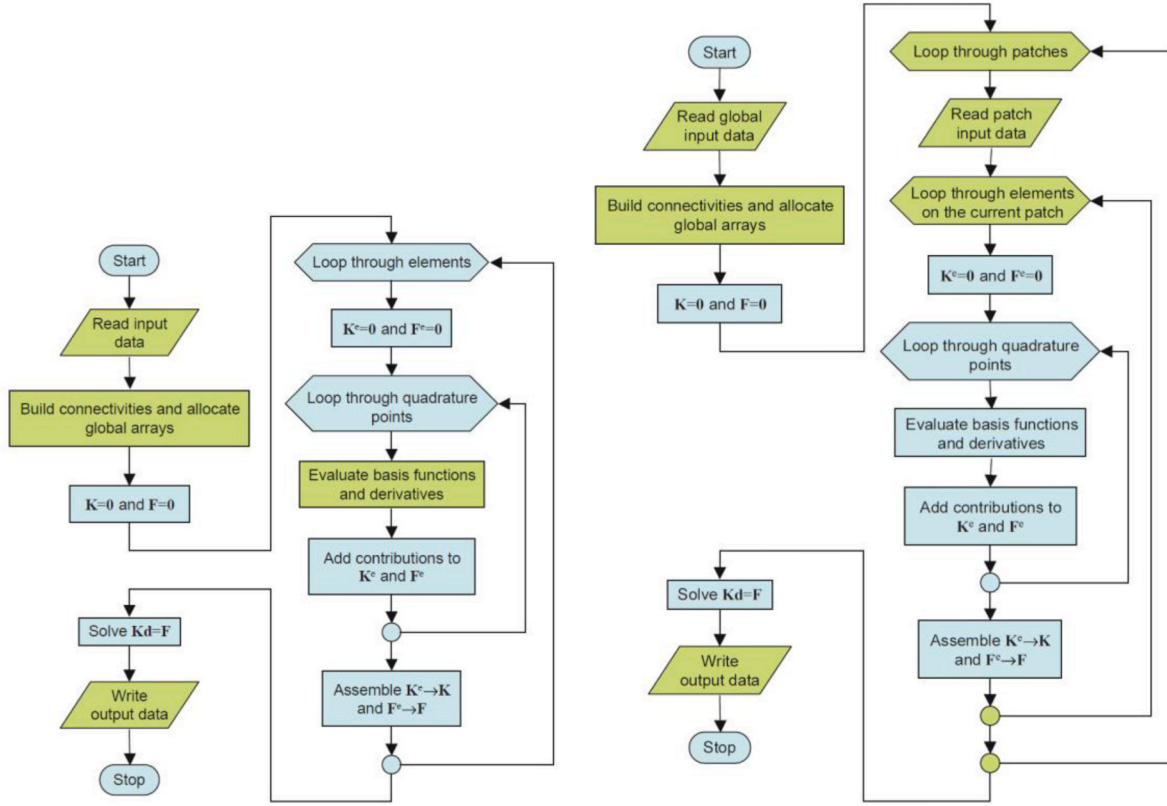 Start
Read input
data
Build connectivities and allocate
global arrays
K=0 and F=0
Loop through elements
Kᵉ=0 and Fᵉ=0
Loop through quadrature
points
Evaluate basis functions
and derivatives
Add contributions to
Kᵉ and Fᵉ
Assemble Kᵉ→K
and Fᵉ→F
Solve Kd=F
Write
output data
Stop
Start
Read global
input data
Build connectivities and allocate
global arrays
K=0 and F=0
Loop through patches
Read patch
input data
Loop through elements
on the current patch
Kᵉ=0 and Fᵉ=0
Loop through quadrature
points
Evaluate basis functions
and derivatives
Add contributions to
Kᵉ and Fᵉ
Assemble Kᵉ→K
and Fᵉ→F
Solve Kd=F
Write
output data
Stop